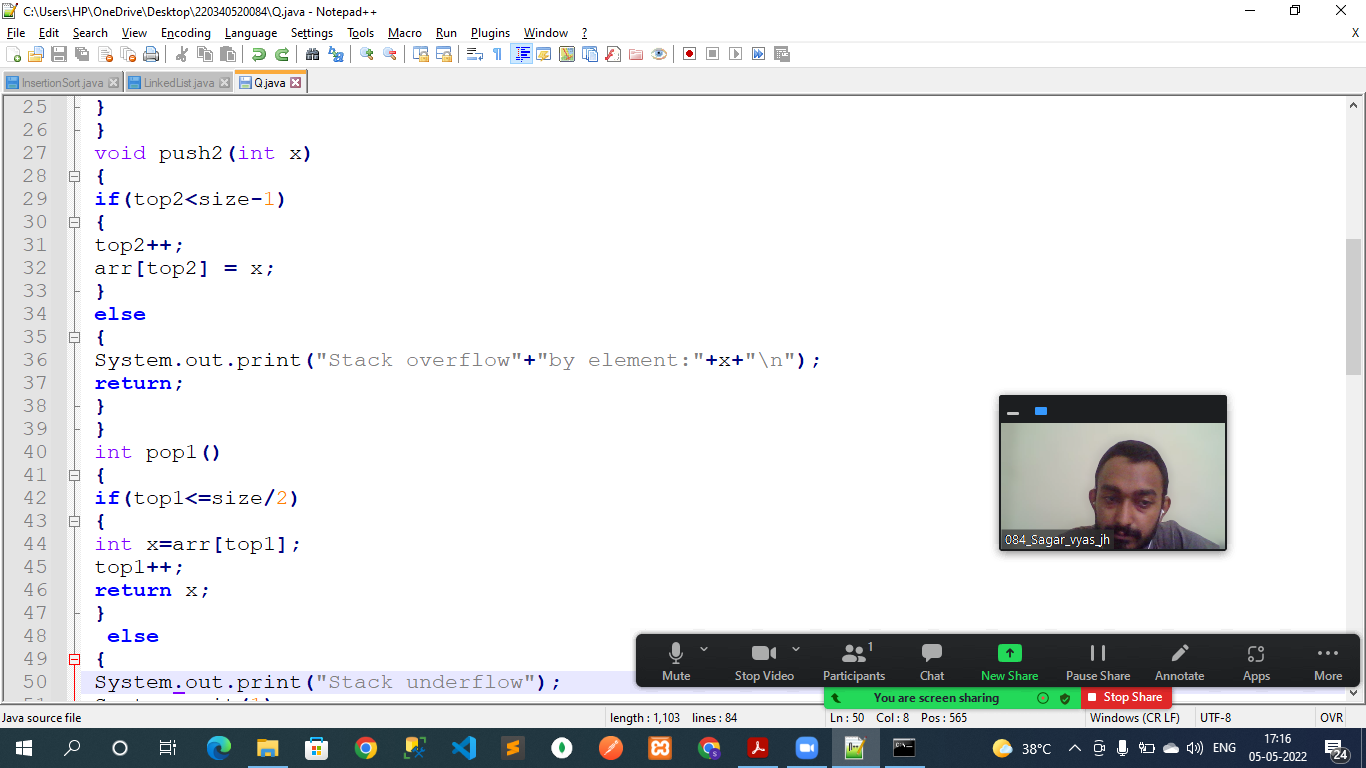 C:\Users\HP\OneDrive\Desktop\220340520084\Q.java - Notepad++
File Edit Search View Encoding Language Settings Tools Macro Run Plugins Window ? X
InsertionSort.java LinkedList.java Q.java
25 }
26 }
27 void push2(int x)
28 {
29 if(top2<size-1)
30 {
31 top2++;
32 arr[top2] = x;
33 }
34 else
35 {
36 System.out.print("Stack overflow"+"by element:"+x+"\n");
37 return;
38 }
39 }
40 int pop1()
41 {
42 if(top1<=size/2)
43 {
44 int x=arr[top1];
45 top1++;
46 return x;
47 }
48 else
49 {
50 System.out.print("Stack underflow");
084_Sagar_vyas_jh
1
Mute Stop Video Participants Chat New Share Pause Share Annotate Apps More
You are screen sharing Stop Share
Java source file length : 1,103 lines : 84 Ln : 50 Col : 8 Pos : 565 Windows (CR LF) UTF-8 OVR
38°C ENG 17:16
05-05-2022 24